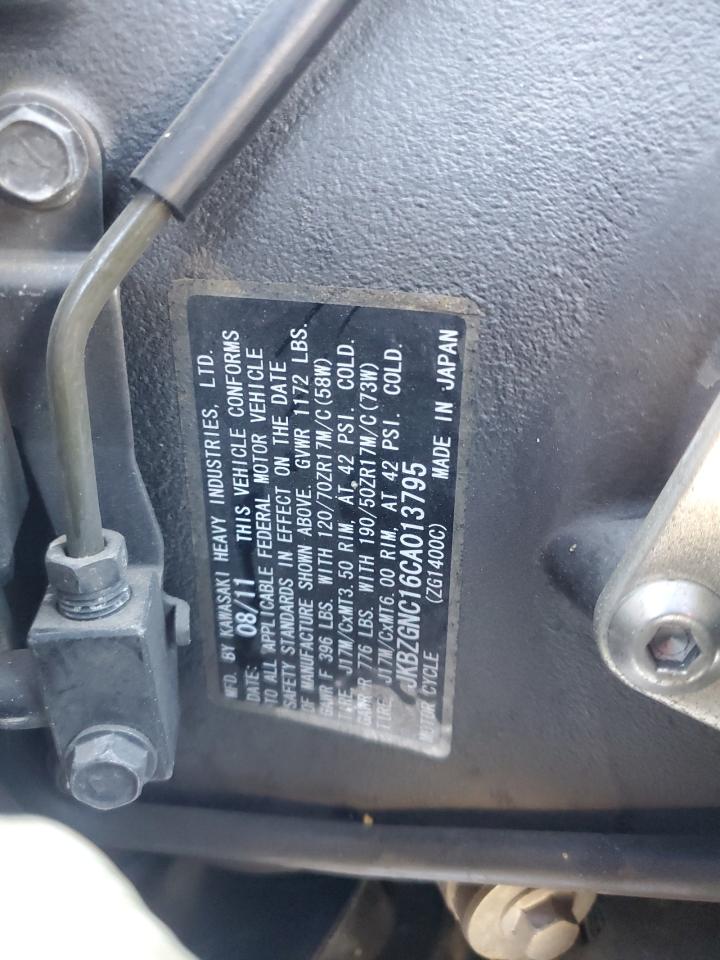 MFD. BY KAWASAKI HEAVY INDUSTRIES, LTD.
DATE: 08/11 THIS VEHICLE CONFORMS
TO ALL APPLICABLE FEDERAL MOTOR VEHICLE
SAFETY STANDARDS IN EFFECT ON THE DATE
OF MANUFACTURE SHOWN ABOVE. GVWR 1172 LBS.
GAWR F 396 LBS. WITH 120/70ZR17M/C(58W)
TIRE, J17M/CxMT3.50 RIM, AT 42 PSI. COLD.
GAWR R 776 LBS. WITH 190/50ZR17M/C(73W)
TIRE, J17M/CxMT6.00 RIM, AT 42 PSI. COLD.
JKBZGNC16CA013795
MOTOR CYCLE (ZG1400C) MADE IN JAPAN